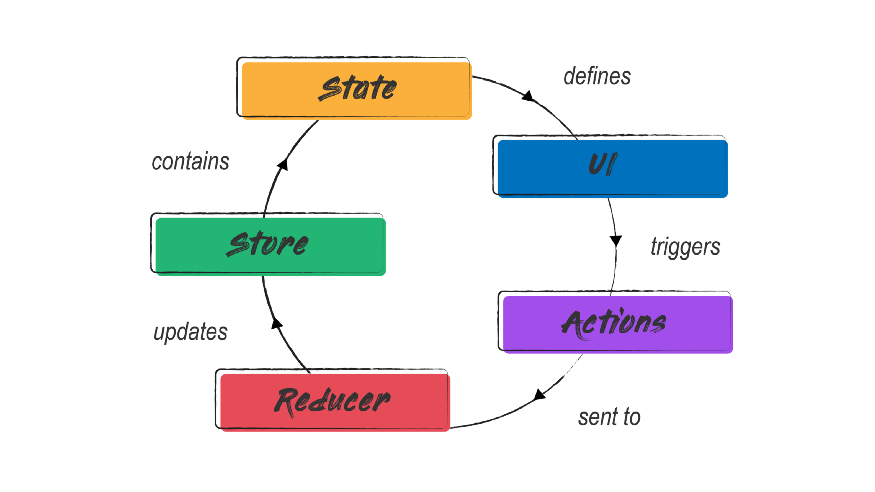 State
defines
UI
triggers
Actions
sent to
Reducer
updates
Store
contains